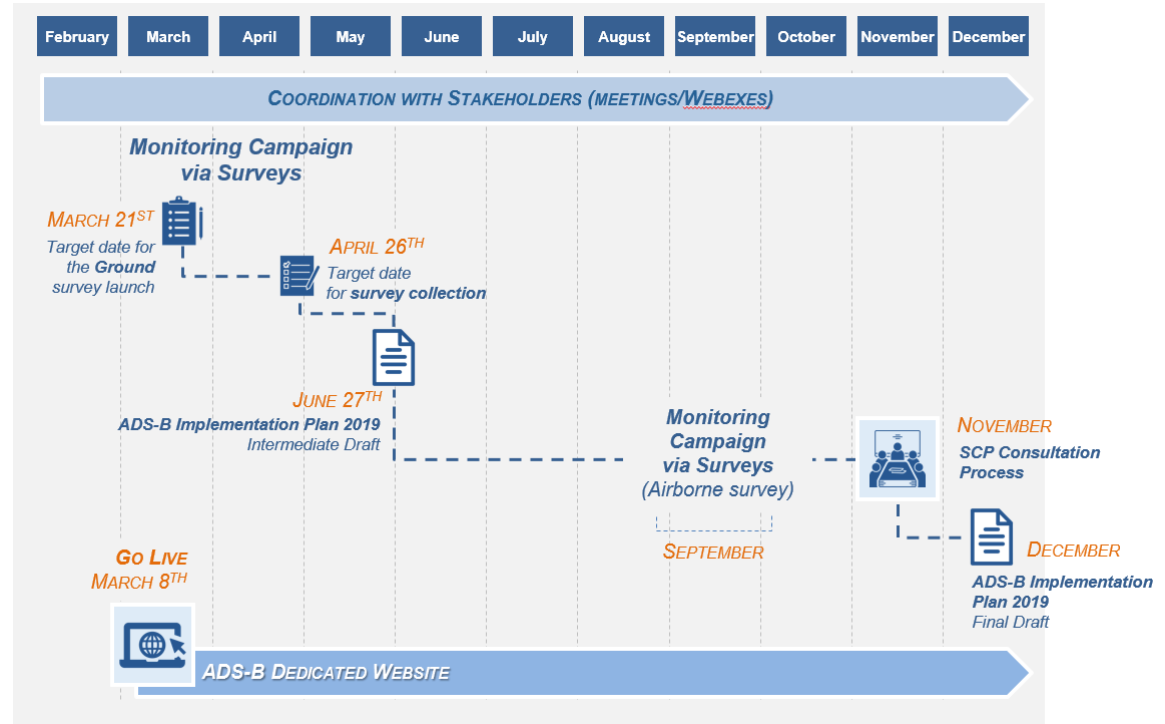 February March April May June July August September October November December
COORDINATION WITH STAKEHOLDERS (MEETINGS/WEBEXES)
Monitoring Campaign
via Surveys
MARCH 21ST
Target date for
the Ground
survey launch
APRIL 26TH
Target date
for survey collection
JUNE 27TH
ADS-B Implementation Plan 2019
Intermediate Draft
Monitoring
Campaign
via Surveys
(Airborne survey)
SEPTEMBER
NOVEMBER
SCP Consultation
Process
DECEMBER
ADS-B Implementation
Plan 2019
Final Draft
GO LIVE
MARCH 8TH
ADS-B DEDICATED WEBSITE